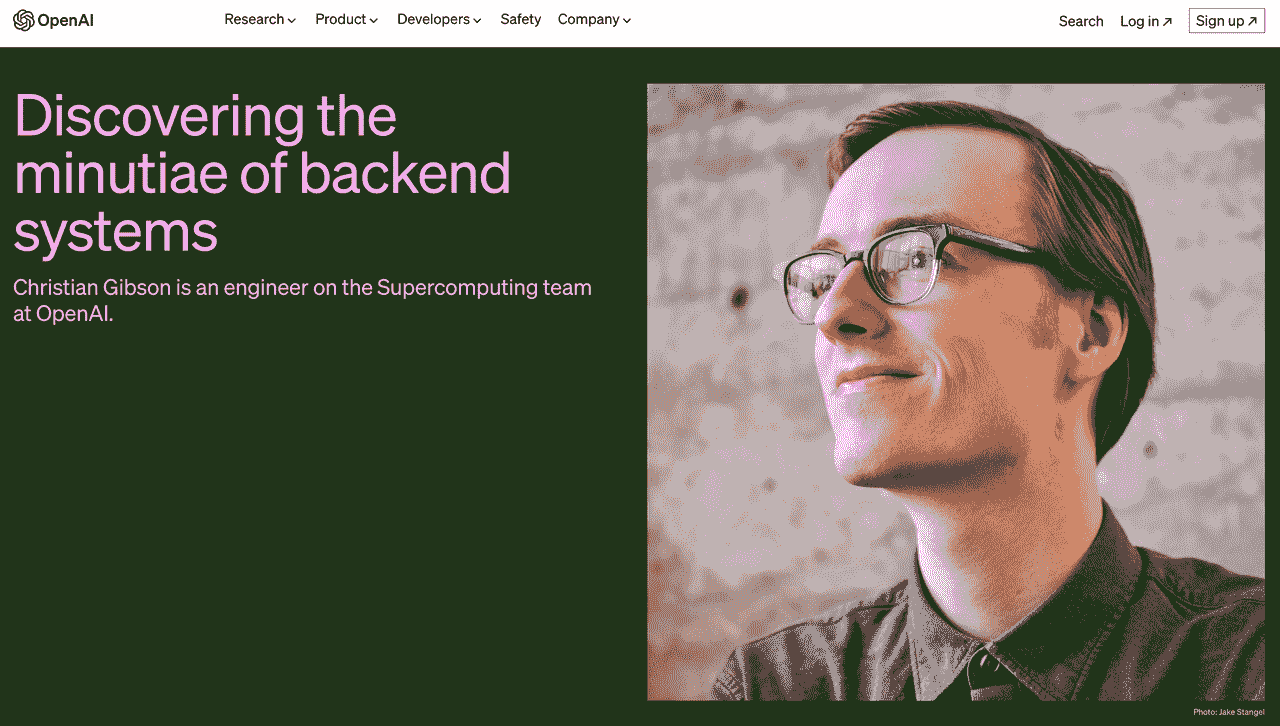 OpenAI Research Product Developers Safety Company Search Log in ↗ Sign up ↗
Discovering the
minutiae of backend
systems
Christian Gibson is an engineer on the Supercomputing team
at OpenAI.
Photo: Jake Stangel